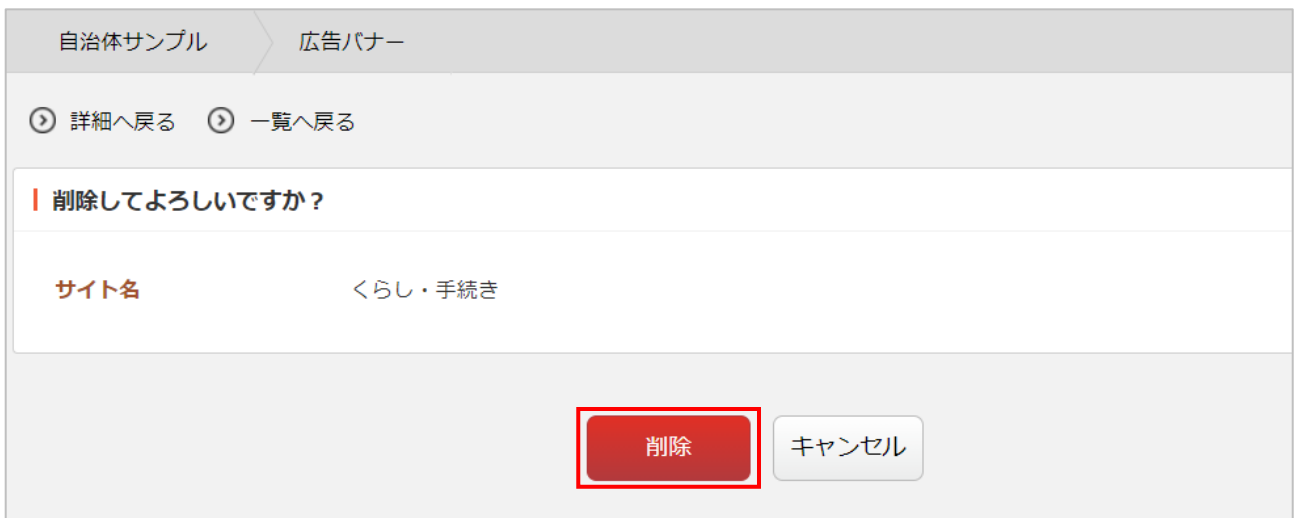 自治体サンプル 広告バナー
詳細へ戻る 一覧へ戻る
削除してよろしいですか？
サイト名 くらし・手続き
削除 キャンセル